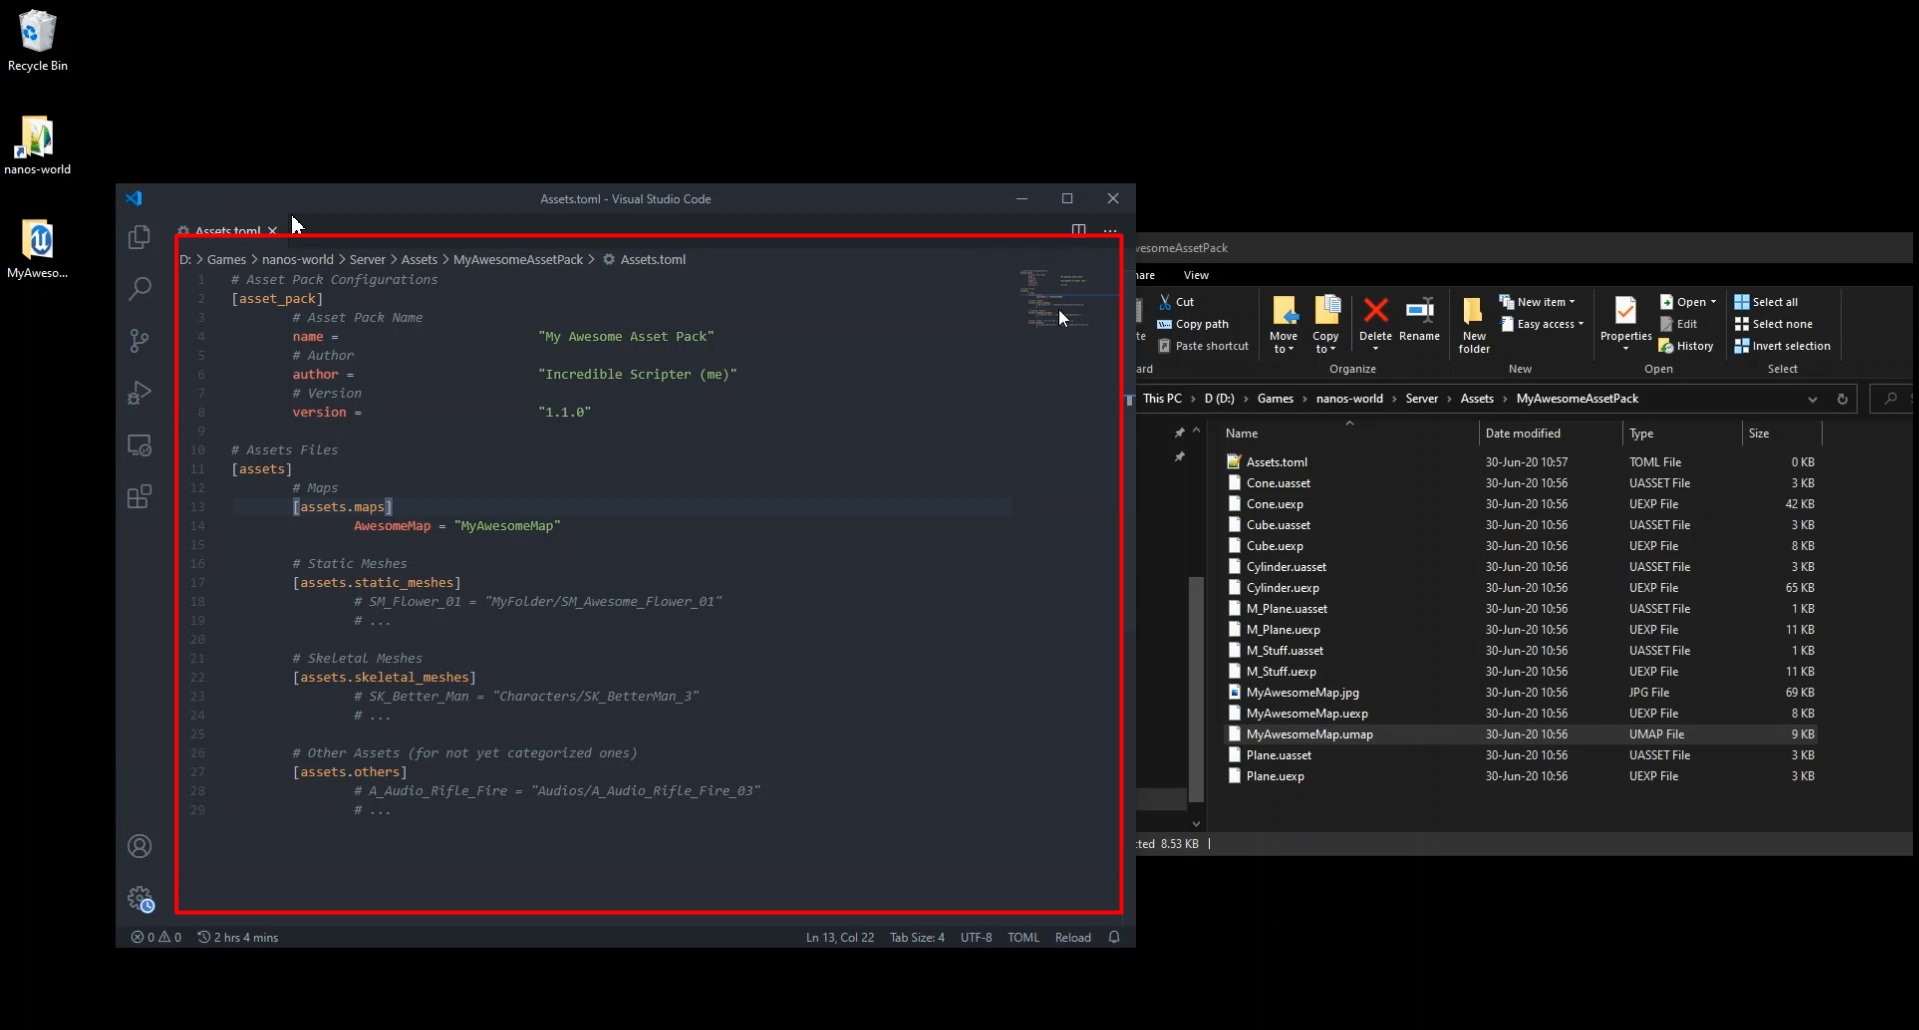 Recycle Bin
nanos-world
MyAweso...
Assets.toml - Visual Studio Code
Assets.toml
D: > Games > nanos-world > Server > Assets > MyAwesomeAssetPack > Assets.toml
1 # Asset Pack Configurations
2 [asset_pack]
3 # Asset Pack Name
4 name = "My Awesome Asset Pack"
5 # Author
6 author = "Incredible Scripter (me)"
7 # Version
8 version = "1.1.0"
9
10 # Assets Files
11 [assets]
12 # Maps
13 [assets.maps]
14 AwesomeMap = "MyAwesomeMap"
15
16 # Static Meshes
17 [assets.static_meshes]
18 # SM_Flower_01 = "MyFolder/SM_Awesome_Flower_01"
19 # ...
20
21 # Skeletal Meshes
22 [assets.skeletal_meshes]
23 # SK_Better_Man = "Characters/SK_BetterMan_3"
24 # ...
25
26 # Other Assets (for not yet categorized ones)
27 [assets.others]
28 # A_Audio_Rifle_Fire = "Audios/A_Audio_Rifle_Fire_03"
29 # ...
0 0 2 hrs 4 mins Ln 13, Col 22 Tab Size: 4 UTF-8 TOML Reload
wesomeAssetPack
hare View
Cut
Copy path
te Paste shortcut
ard
Move to
Copy to
Delete
Rename
Organize
New folder
New item
Easy access
New
Properties
Open
Edit
History
Open
Select all
Select none
Invert selection
Select
This PC > D (D:) > Games > nanos-world > Server > Assets > MyAwesomeAssetPack
Name Date modified Type Size
Assets.toml 30-Jun-20 10:57 TOML File 0 KB
Cone.uasset 30-Jun-20 10:56 UASSET File 3 KB
Cone.uexp 30-Jun-20 10:56 UEXP File 42 KB
Cube.uasset 30-Jun-20 10:56 UASSET File 3 KB
Cube.uexp 30-Jun-20 10:56 UEXP File 8 KB
Cylinder.uasset 30-Jun-20 10:56 UASSET File 3 KB
Cylinder.uexp 30-Jun-20 10:56 UEXP File 65 KB
M_Plane.uasset 30-Jun-20 10:56 UASSET File 1 KB
M_Plane.uexp 30-Jun-20 10:56 UEXP File 11 KB
M_Stuff.uasset 30-Jun-20 10:56 UASSET File 1 KB
M_Stuff.uexp 30-Jun-20 10:56 UEXP File 11 KB
MyAwesomeMap.jpg 30-Jun-20 10:56 JPG File 69 KB
MyAwesomeMap.uexp 30-Jun-20 10:56 UEXP File 8 KB
MyAwesomeMap.umap 30-Jun-20 10:56 UMAP File 9 KB
Plane.uasset 30-Jun-20 10:56 UASSET File 3 KB
Plane.uexp 30-Jun-20 10:56 UEXP File 3 KB
cted 8.53 KB